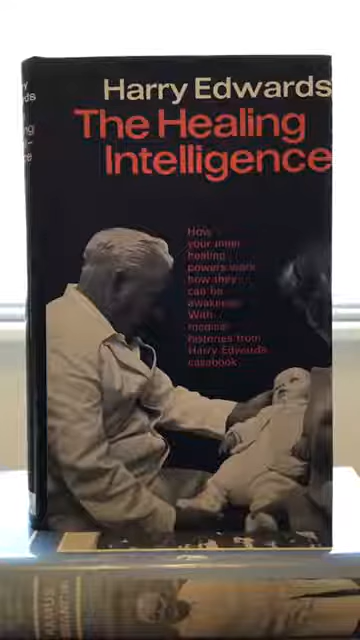 Harry Edwards
The Healing
Intelligence
How
your inner
healing
powers work
how they
can be
awakened
With
medical
histories from
Harry Edwards
casebook